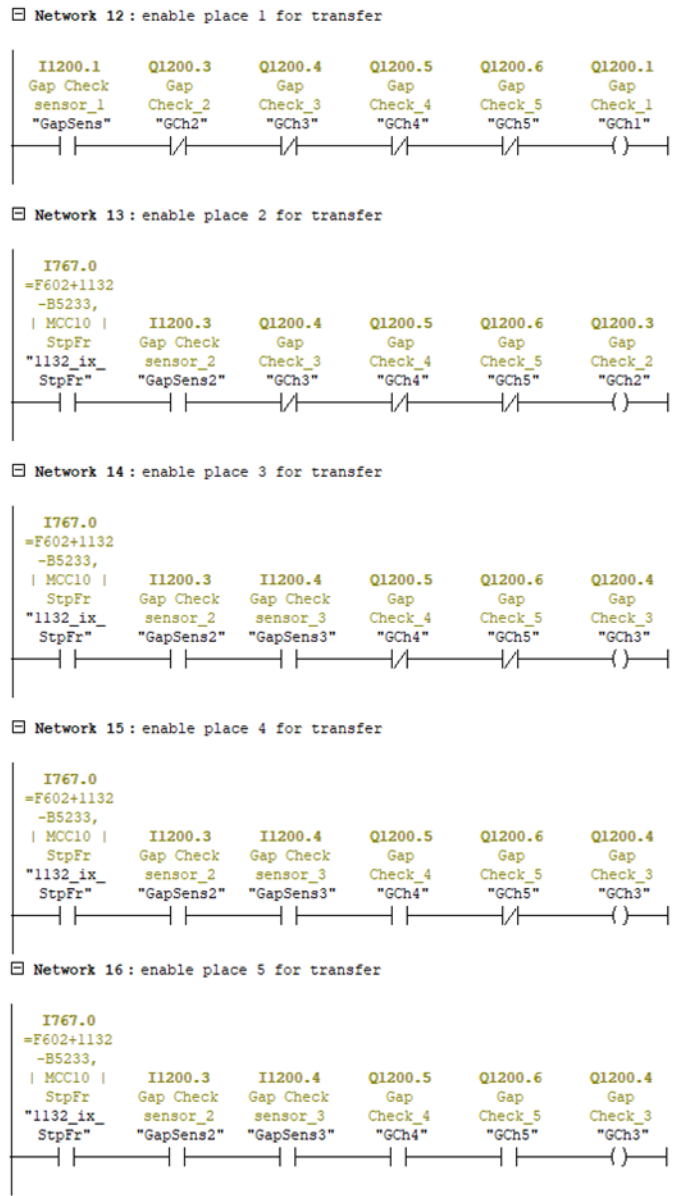 Network 12 : enable place 1 for transfer
I1200.1 Q1200.3 Q1200.4 Q1200.5 Q1200.6 Q1200.1
Gap Check Gap Gap Gap Gap Gap
sensor_1 Check_2 Check_3 Check_4 Check_5 Check_1
"GapSens" "GCh2" "GCh3" "GCh4" "GCh5" "GCh1"
Network 13 : enable place 2 for transfer
I767.0
=F602+1132
-B5233,
| MCC10 | I1200.3 Q1200.4 Q1200.5 Q1200.6 Q1200.3
StpFr Gap Check Gap Gap Gap Gap
"1132_ix_ sensor_2 Check_3 Check_4 Check_5 Check_2
StpFr" "GapSens2" "GCh3" "GCh4" "GCh5" "GCh2"
Network 14 : enable place 3 for transfer
I767.0
=F602+1132
-B5233,
| MCC10 | I1200.3 I1200.4 Q1200.5 Q1200.6 Q1200.4
StpFr Gap Check Gap Check Gap Gap Gap
"1132_ix_ sensor_2 sensor_3 Check_4 Check_5 Check_3
StpFr" "GapSens2" "GapSens3" "GCh4" "GCh5" "GCh3"
Network 15 : enable place 4 for transfer
I767.0
=F602+1132
-B5233,
| MCC10 | I1200.3 I1200.4 Q1200.5 Q1200.6 Q1200.4
StpFr Gap Check Gap Check Gap Gap Gap
"1132_ix_ sensor_2 sensor_3 Check_4 Check_5 Check_3
StpFr" "GapSens2" "GapSens3" "GCh4" "GCh5" "GCh3"
Network 16 : enable place 5 for transfer
I767.0
=F602+1132
-B5233,
| MCC10 | I1200.3 I1200.4 Q1200.5 Q1200.6 Q1200.4
StpFr Gap Check Gap Check Gap Gap Gap
"1132_ix_ sensor_2 sensor_3 Check_4 Check_5 Check_3
StpFr" "GapSens2" "GapSens3" "GCh4" "GCh5" "GCh3"